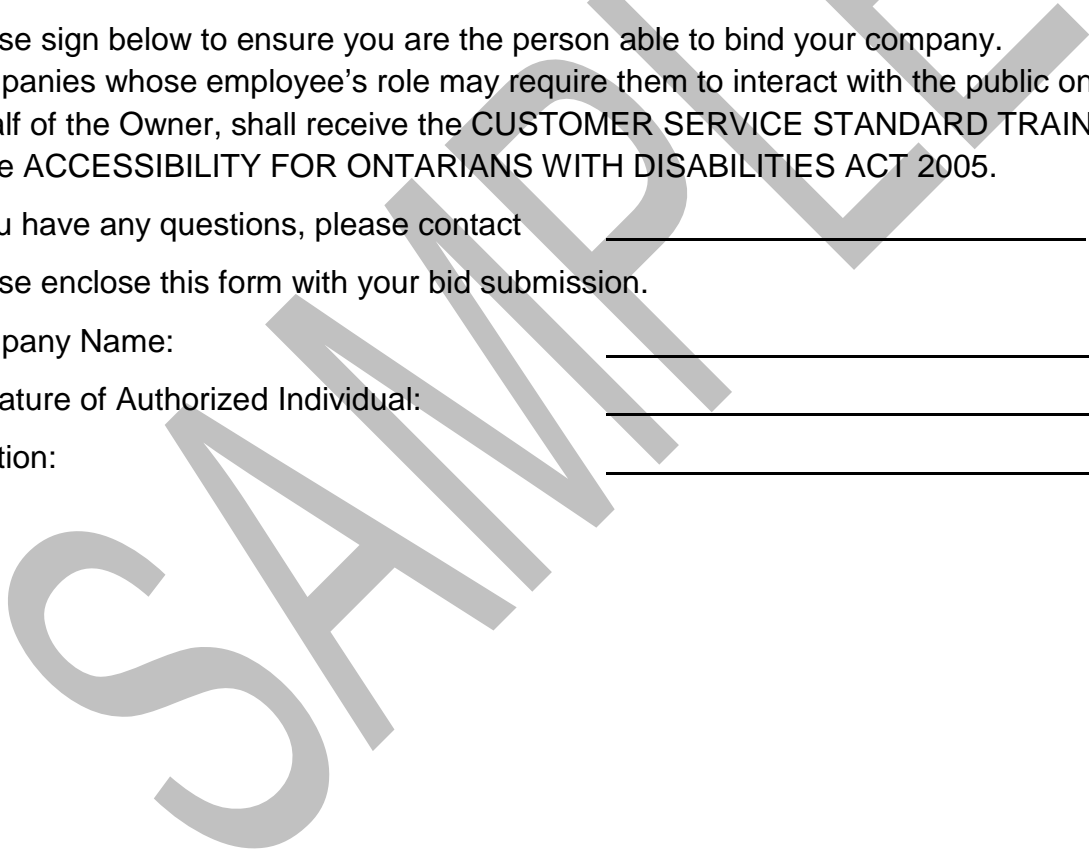 se sign below to ensure you are the person able to bind your company.
panies whose employee’s role may require them to interact with the public on
alf of the Owner, shall receive the CUSTOMER SERVICE STANDARD TRAIN
e ACCESSIBILITY FOR ONTARIANS WITH DISABILITIES ACT 2005.
u have any questions, please contact
se enclose this form with your bid submission.
pany Name:
ature of Authorized Individual:
tion:
SAMPLE